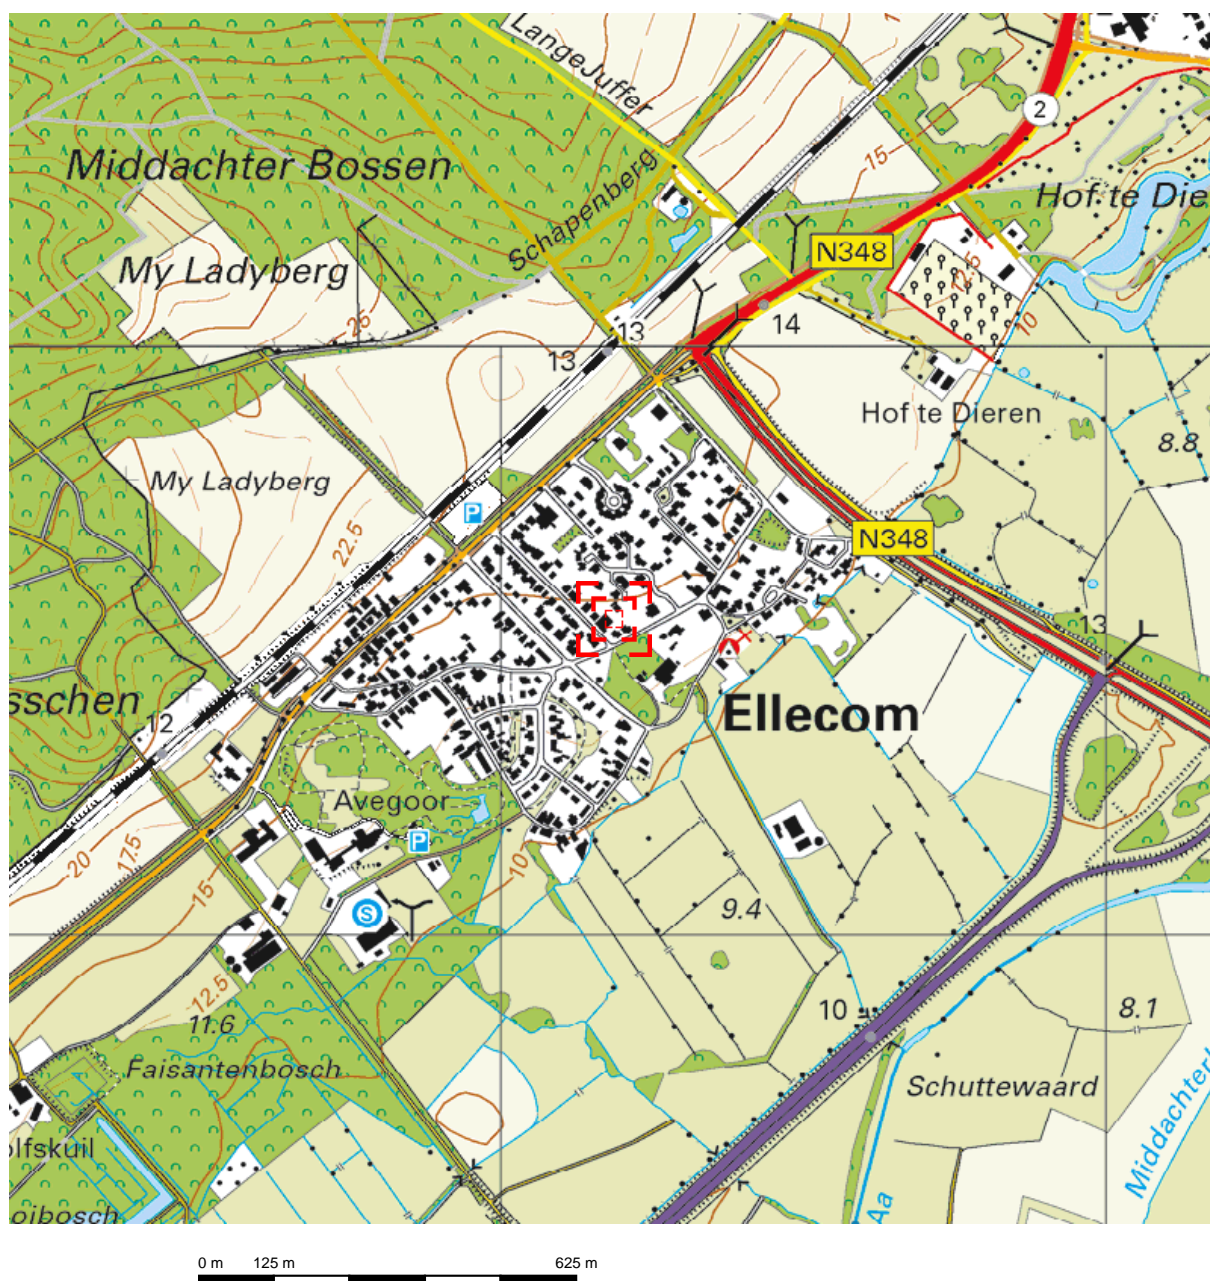 LangeJuffer
2
15
Middachter Bossen
Schapenberg
Hof te Die
N348
My Ladyberg
12.5
25
13
14
10
13
Hof te Dieren
8.8
My Ladyberg
P
22.5
N348
13
sschen
12
Ellecom
Avegoor
P
20
17.5
15
10
S
9.4
12.5
11.6
10
8.1
Faisantenbosch
Schuttewaard
olfskuil
Middachter
oibosch
Aa
0 m 125 m 625 m